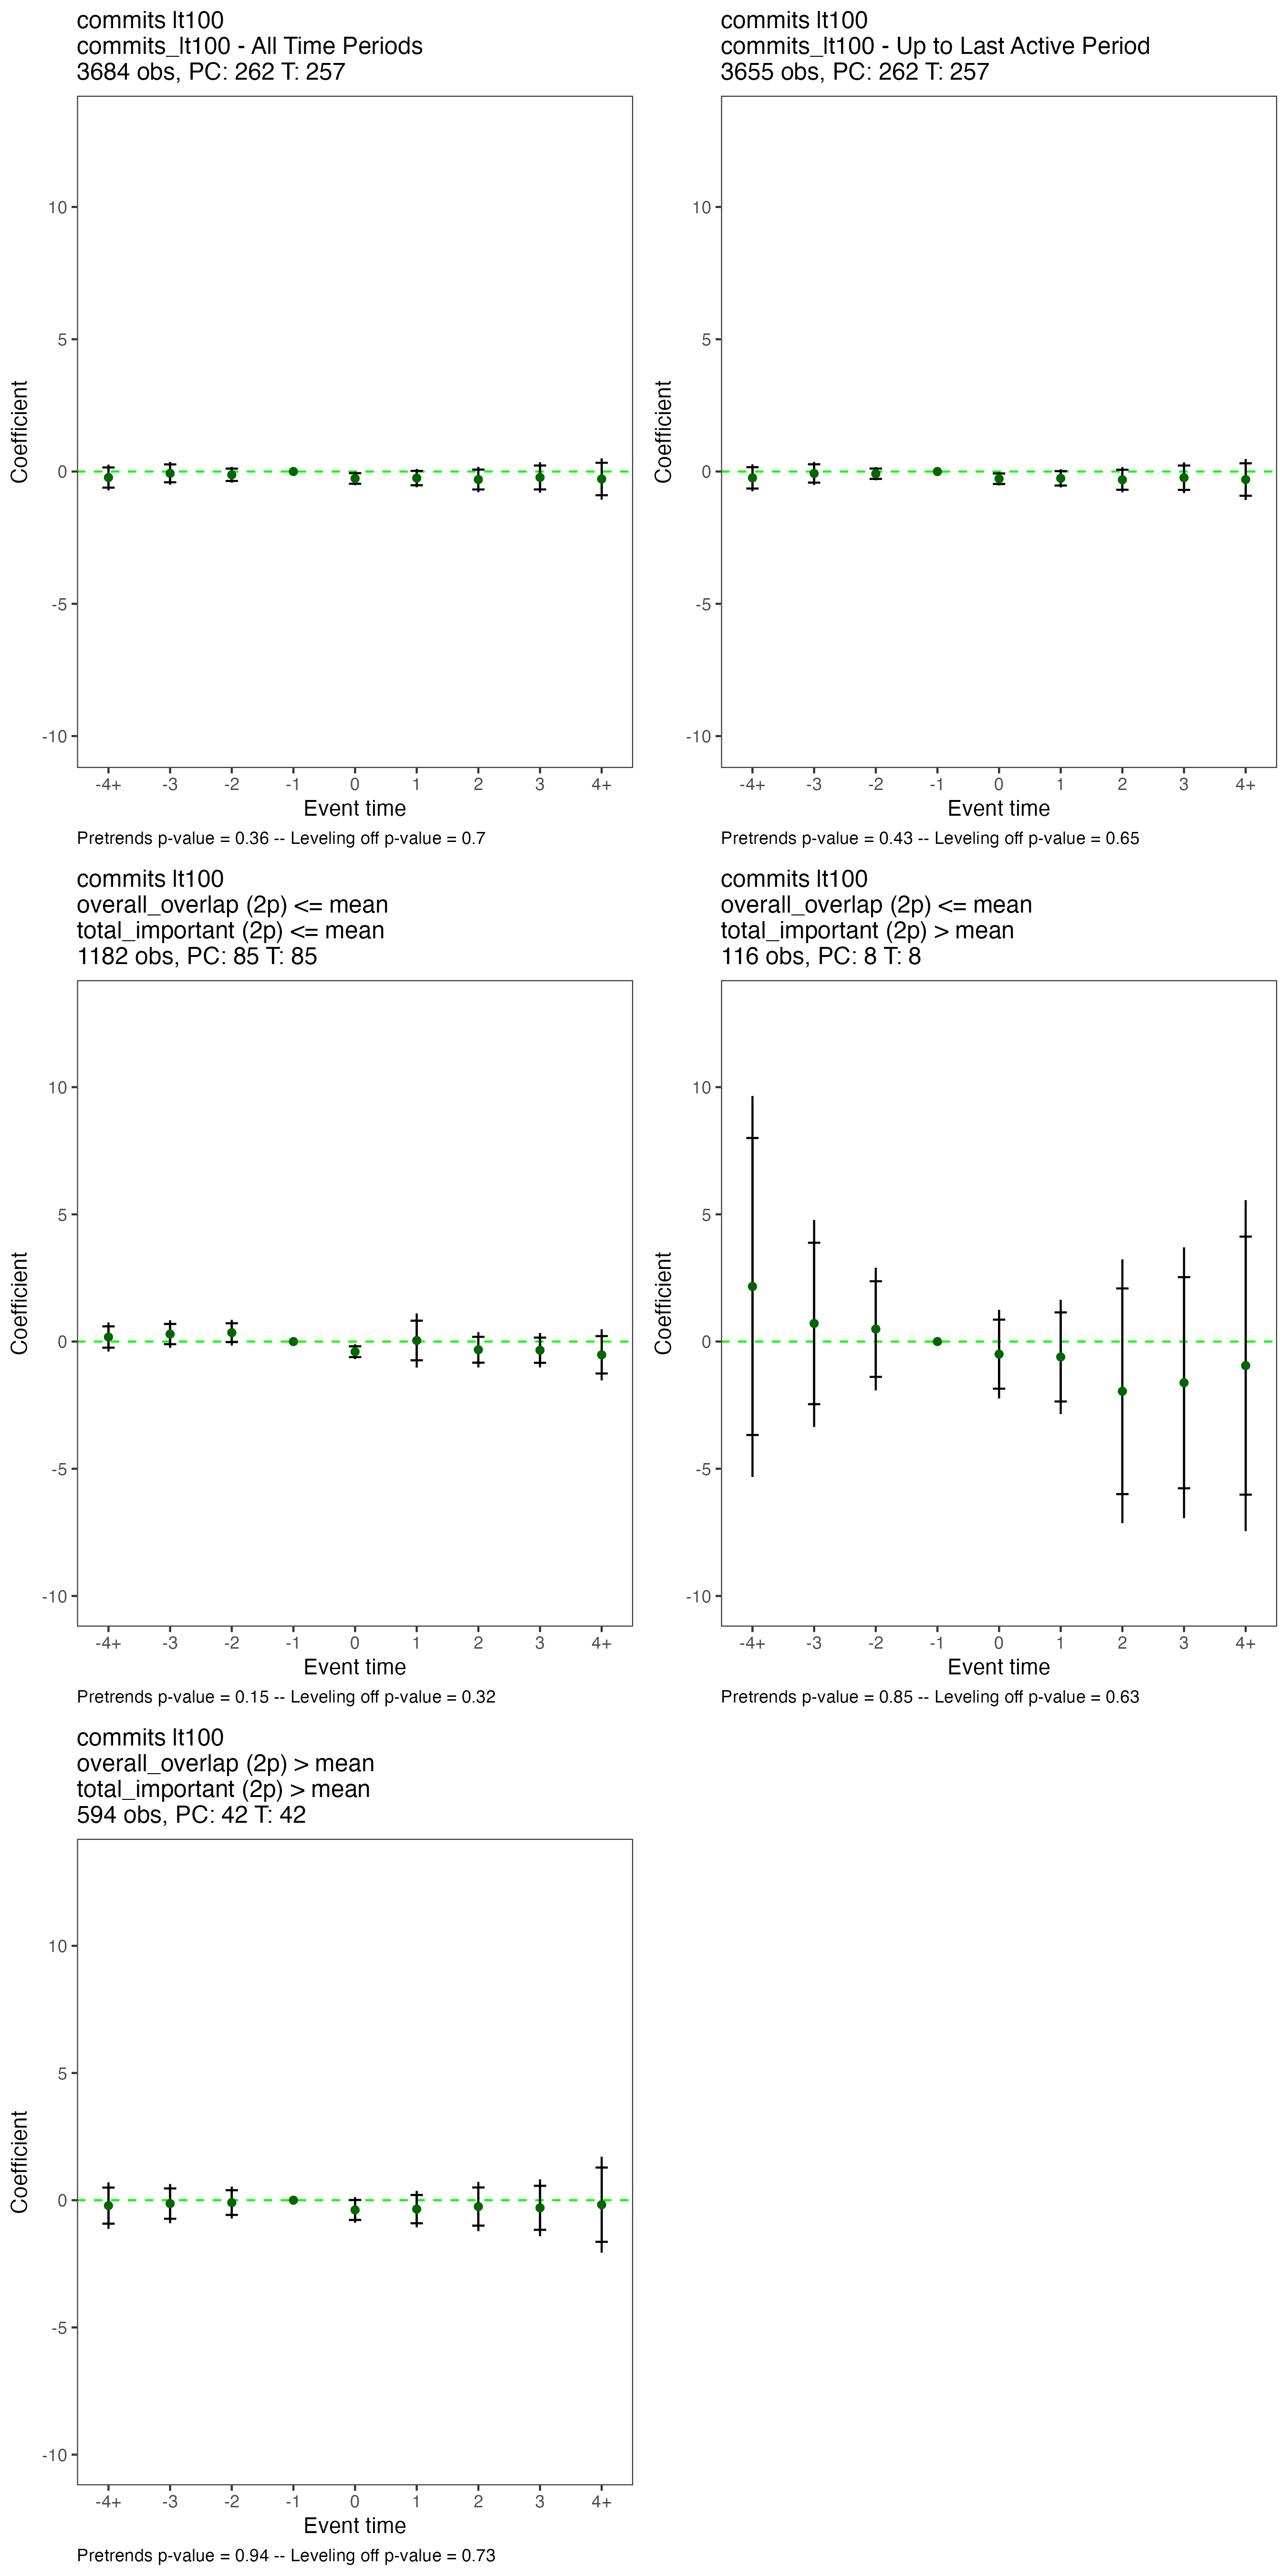 commits lt100
commits_lt100 - All Time Periods
3684 obs, PC: 262 T: 257
10
5
0
-5
-10
Coefficient
-4+ -3 -2 -1 0 1 2 3 4+
Event time
Pretrends p-value = 0.36 -- Leveling off p-value = 0.7
commits lt100
commits_lt100 - Up to Last Active Period
3655 obs, PC: 262 T: 257
10
5
0
-5
-10
Coefficient
-4+ -3 -2 -1 0 1 2 3 4+
Event time
Pretrends p-value = 0.43 -- Leveling off p-value = 0.65
commits lt100
overall_overlap (2p) <= mean
total_important (2p) <= mean
1182 obs, PC: 85 T: 85
10
5
0
-5
-10
Coefficient
-4+ -3 -2 -1 0 1 2 3 4+
Event time
Pretrends p-value = 0.15 -- Leveling off p-value = 0.32
commits lt100
overall_overlap (2p) <= mean
total_important (2p) > mean
116 obs, PC: 8 T: 8
10
5
0
-5
-10
Coefficient
-4+ -3 -2 -1 0 1 2 3 4+
Event time
Pretrends p-value = 0.85 -- Leveling off p-value = 0.63
commits lt100
overall_overlap (2p) > mean
total_important (2p) > mean
594 obs, PC: 42 T: 42
10
5
0
-5
-10
Coefficient
-4+ -3 -2 -1 0 1 2 3 4+
Event time
Pretrends p-value = 0.94 -- Leveling off p-value = 0.73